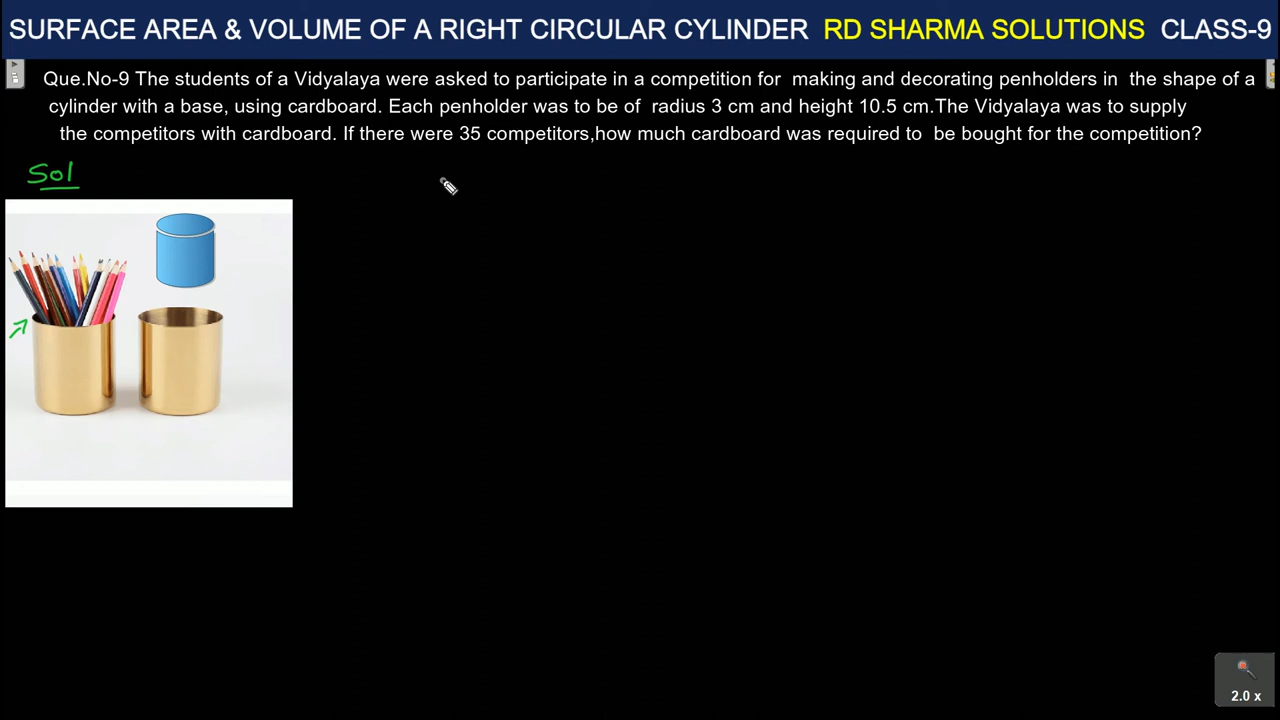 SURFACE AREA & VOLUME OF A RIGHT CIRCULAR CYLINDER RD SHARMA SOLUTIONS CLASS-9
Que.No-9 The students of a Vidyalaya were asked to participate in a competition for making and decorating penholders in the shape of a
cylinder with a base, using cardboard. Each penholder was to be of radius 3 cm and height 10.5 cm.The Vidyalaya was to supply
the competitors with cardboard. If there were 35 competitors,how much cardboard was required to be bought for the competition?
Sol
2.0 x